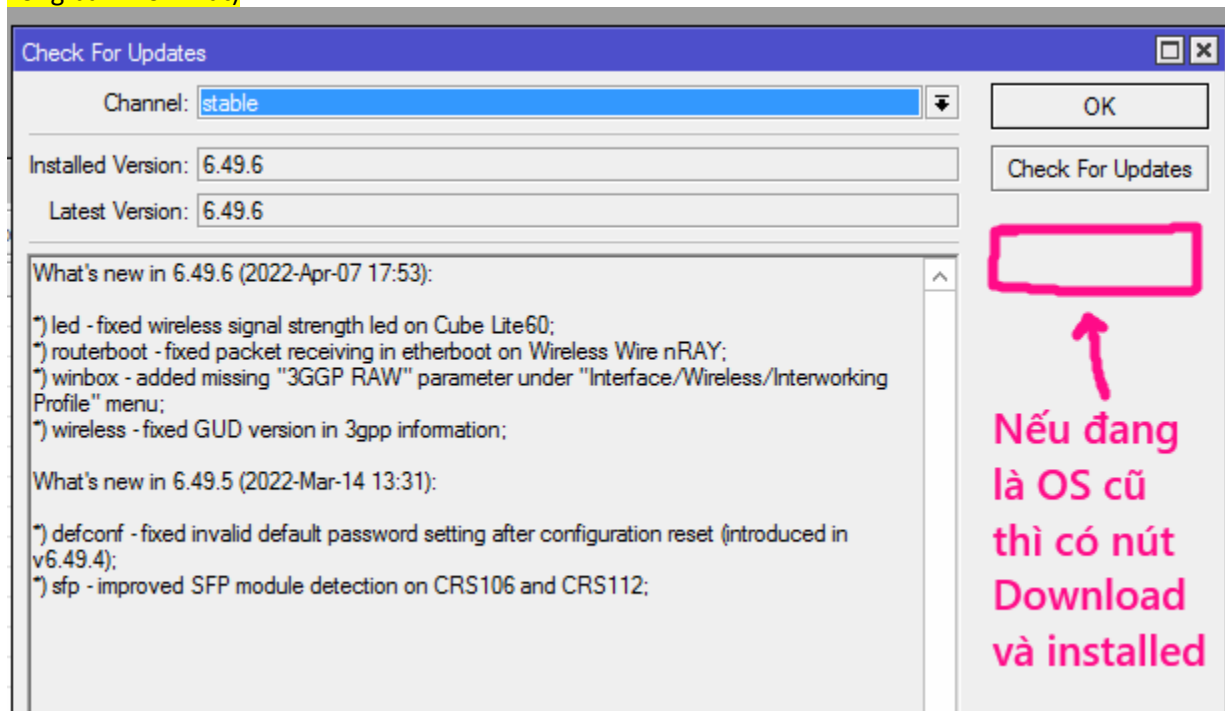 Check For Updates
Channel: stable
OK
Installed Version: 6.49.6
Check For Updates
Latest Version: 6.49.6
What's new in 6.49.6 (2022-Apr-07 17:53):
*) led - fixed wireless signal strength led on Cube Lite60;
*) routerboot - fixed packet receiving in etherboot on Wireless Wire nRAY;
*) winbox - added missing "3GGP RAW" parameter under "Interface/Wireless/Interworking
Profile" menu;
*) wireless - fixed GUD version in 3gpp information;
What's new in 6.49.5 (2022-Mar-14 13:31):
*) defconf - fixed invalid default password setting after configuration reset (introduced in
v6.49.4);
*) sfp - improved SFP module detection on CRS106 and CRS112;
Nếu đang
là OS cũ
thì có nút
Download
và installed